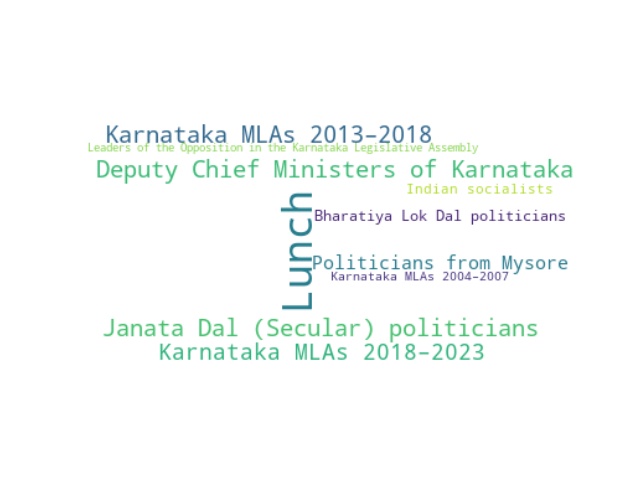 Karnataka MLAs 2013–2018
Leaders of the Opposition in the Karnataka Legislative Assembly
Deputy Chief Ministers of Karnataka
Indian socialists
Lunch
Bharatiya Lok Dal politicians
Politicians from Mysore
Karnataka MLAs 2004–2007
Janata Dal (Secular) politicians
Karnataka MLAs 2018–2023